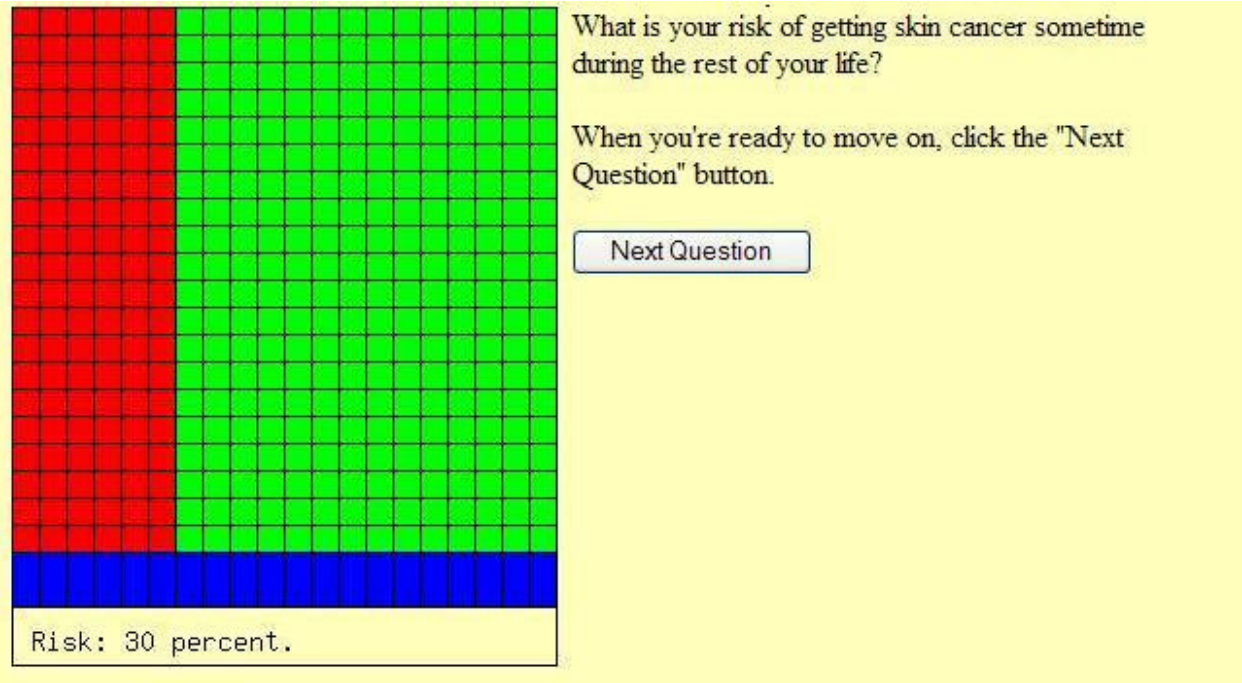 What is your risk of getting skin cancer sometime
during the rest of your life?
When you're ready to move on, click the "Next
Question" button.
Next Question
Risk: 30 percent.